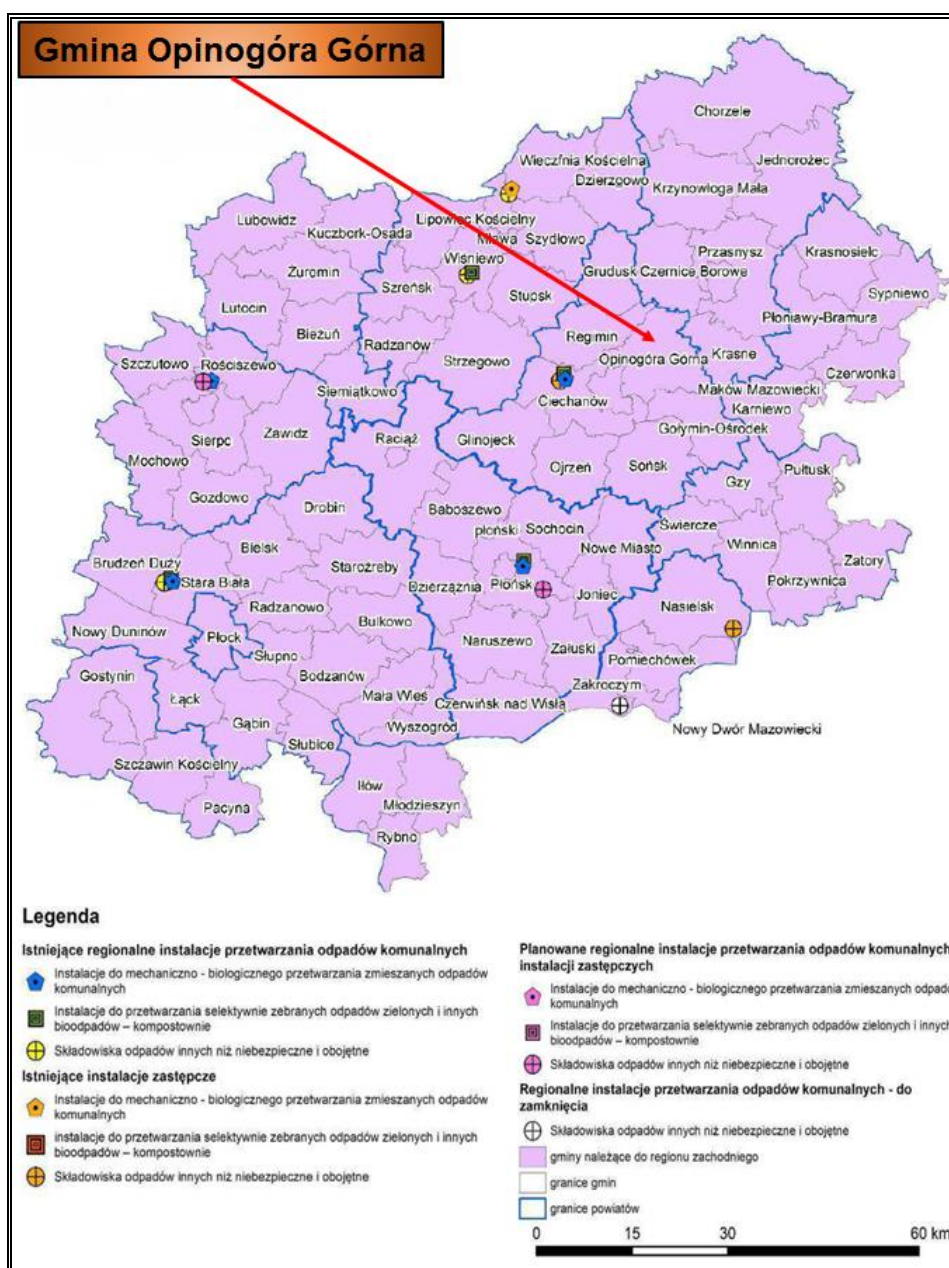 Gmina Opinogóra Górna
Chorzele
Wieczfnia Kościelna
Jednorożec
Dzierzgowo
Krzynowłoga Mała
Lubowidz
Lipowiec Kościelny
Kuczbork-Osada
Mława Szydłowo
Przasnysz
Krasnosielc
Wiśniewo
Żuromin
Grudusk Czernice Borowe
Szreńsk
Sypniewo
Stupsk
Lutocin
Płoniawy-Bramura
Bieżuń
Radzanów
Regimin
Strzegowo
Krasne
Szczutowo Rościszewo
Opinogóra Górna
Czerwonka
Siemiątkowo
Maków Mazowiecki
Ciechanów
Karniewo
Sierpc
Zawidz
Raciąż
Glinojeck
Gołymin-Ośrodek
Mochowo
Ojrzeń
Sońsk
Pułtusk
Gzy
Gozdowo
Drobin
Baboszewo
płoński
Sochocin
Świercze
Bielsk
Nowe Miasto
Winnica
Brudzeń Duży
Staroźreby
Zatory
Stara Biała
Dzierzążnia
Płońsk
Pokrzywnica
Joniec
Radzanowo
Nasielsk
Bulkowo
Nowy Duninów
Płock
Naruszewo
Załuski
Słupno
Pomiechówek
Gostynin
Bodzanów
Zakroczym
Łąck
Mała Wieś
Czerwińsk nad Wisłą
Gąbin
Wyszogród
Nowy Dwór Mazowiecki
Słubice
Szczawin Kościelny
Iłów
Młodzieszyn
Pacyna
Rybno
Legenda
Istniejące regionalne instalacje przetwarzania odpadów komunalnych
Instalacje do mechaniczno - biologicznego przetwarzania zmieszanych odpadów
komunalnych
Instalacje do przetwarzania selektywnie zebranych odpadów zielonych i innych
bioodpadów – kompostownie
Składowiska odpadów innych niż niebezpieczne i obojętne
Istniejące instalacje zastępcze
Instalacje do mechaniczno - biologicznego przetwarzania zmieszanych odpadów
komunalnych
instalacje do przetwarzania selektywnie zebranych odpadów zielonych i innych
bioodpadów – kompostownie
Składowiska odpadów innych niż niebezpieczne i obojętne
Planowane regionalne instalacje przetwarzania odpadów komunalnych
instalacji zastępczych
Instalacje do mechaniczno - biologicznego przetwarzania zmieszanych odpadó
komunalnych
Instalacje do przetwarzania selektywnie zebranych odpadów zielonych i innych
bioodpadów – kompostownie
Składowiska odpadów innych niż niebezpieczne i obojętne
Regionalne instalacje przetwarzania odpadów komunalnych - do
zamknięcia
Składowiska odpadów innych niż niebezpieczne i obojętne
gminy należące do regionu zachodniego
granice gmin
granice powiatów
0 15 30 60 km